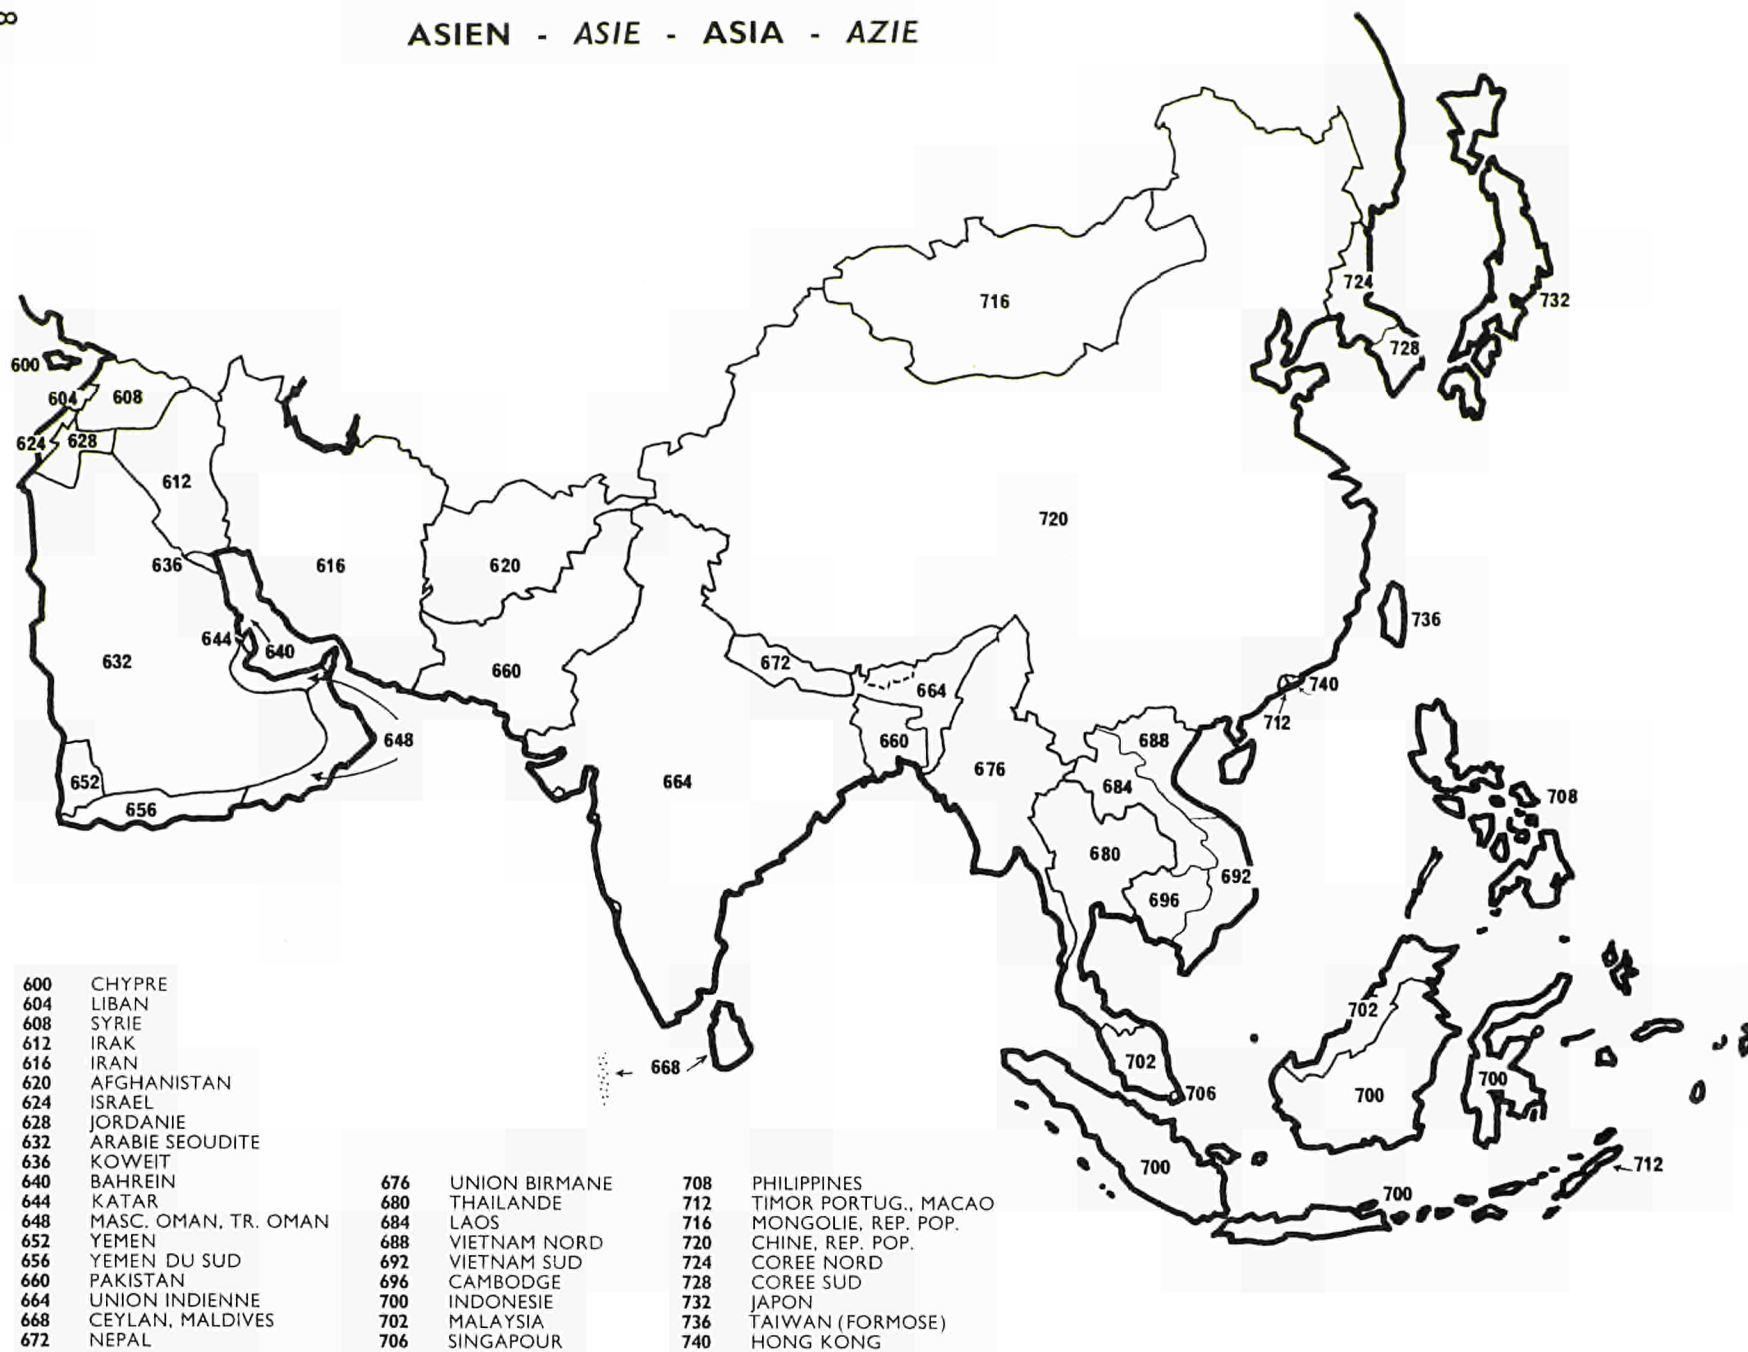 8
ASIEN - ASIE - ASIA - AZIE
716
724
732
728
600
604
608
624
628
612
720
636
616
620
736
644
640
632
672
660
664
740
712
648
688
660
652
676
664
684
708
656
680
692
696
702
668
702
706
700
700
700
712
700
600 CHYPRE
604 LIBAN
608 SYRIE
612 IRAK
616 IRAN
620 AFGHANISTAN
624 ISRAEL
628 JORDANIE
632 ARABIE SEOUDITE
636 KOWEIT
640 BAHREIN
644 KATAR
648 MASC. OMAN, TR. OMAN
652 YEMEN
656 YEMEN DU SUD
660 PAKISTAN
664 UNION INDIENNE
668 CEYLAN, MALDIVES
672 NEPAL
676 UNION BIRMANE
680 THAILANDE
684 LAOS
688 VIETNAM NORD
692 VIETNAM SUD
696 CAMBODGE
700 INDONESIE
702 MALAYSIA
706 SINGAPOUR
708 PHILIPPINES
712 TIMOR PORTUG., MACAO
716 MONGOLIE, REP. POP.
720 CHINE, REP. POP.
724 COREE NORD
728 COREE SUD
732 JAPON
736 TAIWAN (FORMOSE)
740 HONG KONG